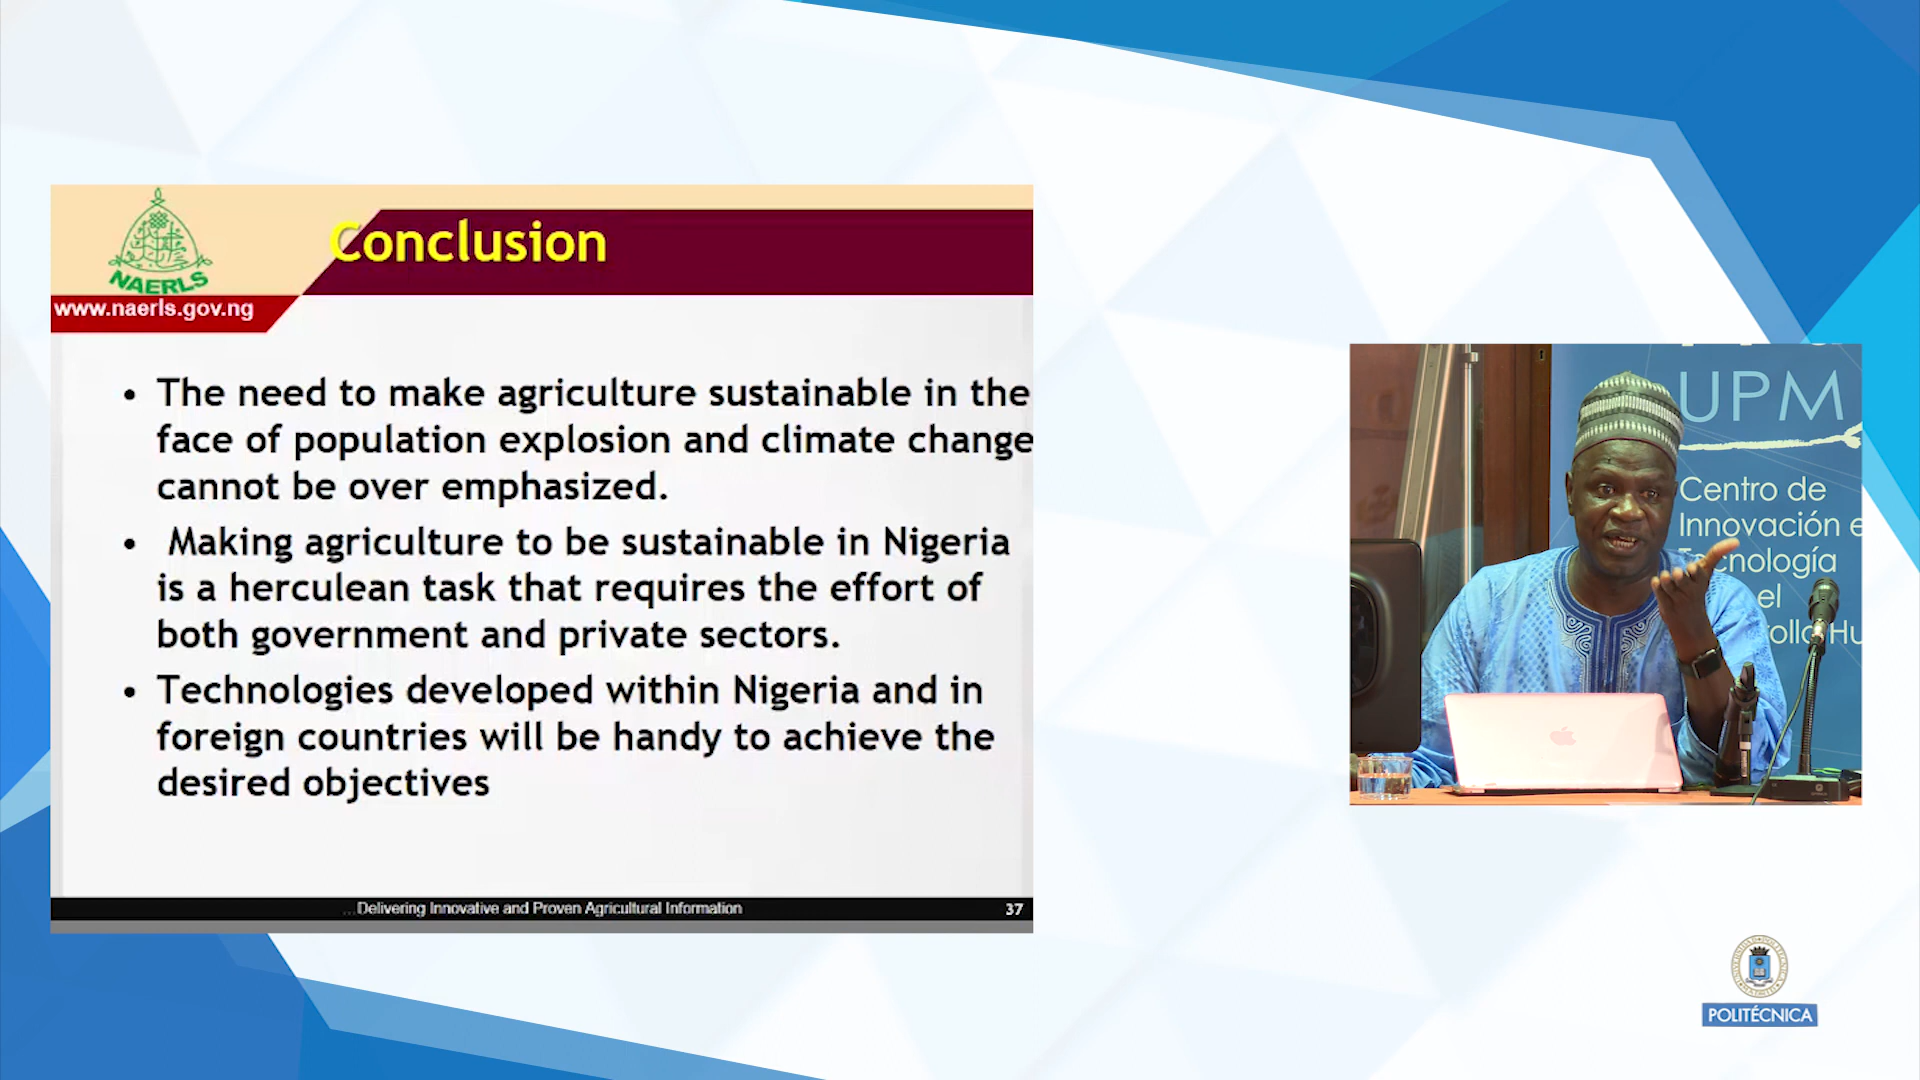 Conclusion
NAERLS
www.naerls.gov.ng
• The need to make agriculture sustainable in the
face of population explosion and climate change
cannot be over emphasized.
• Making agriculture to be sustainable in Nigeria
is a herculean task that requires the effort of
both government and private sectors.
• Technologies developed within Nigeria and in
foreign countries will be handy to achieve the
desired objectives
...Delivering Innovative and Proven Agricultural Information
37
UPM
Centro de
Innovación e
Tecnología
el
rollo Hu
POLITÉCNICA